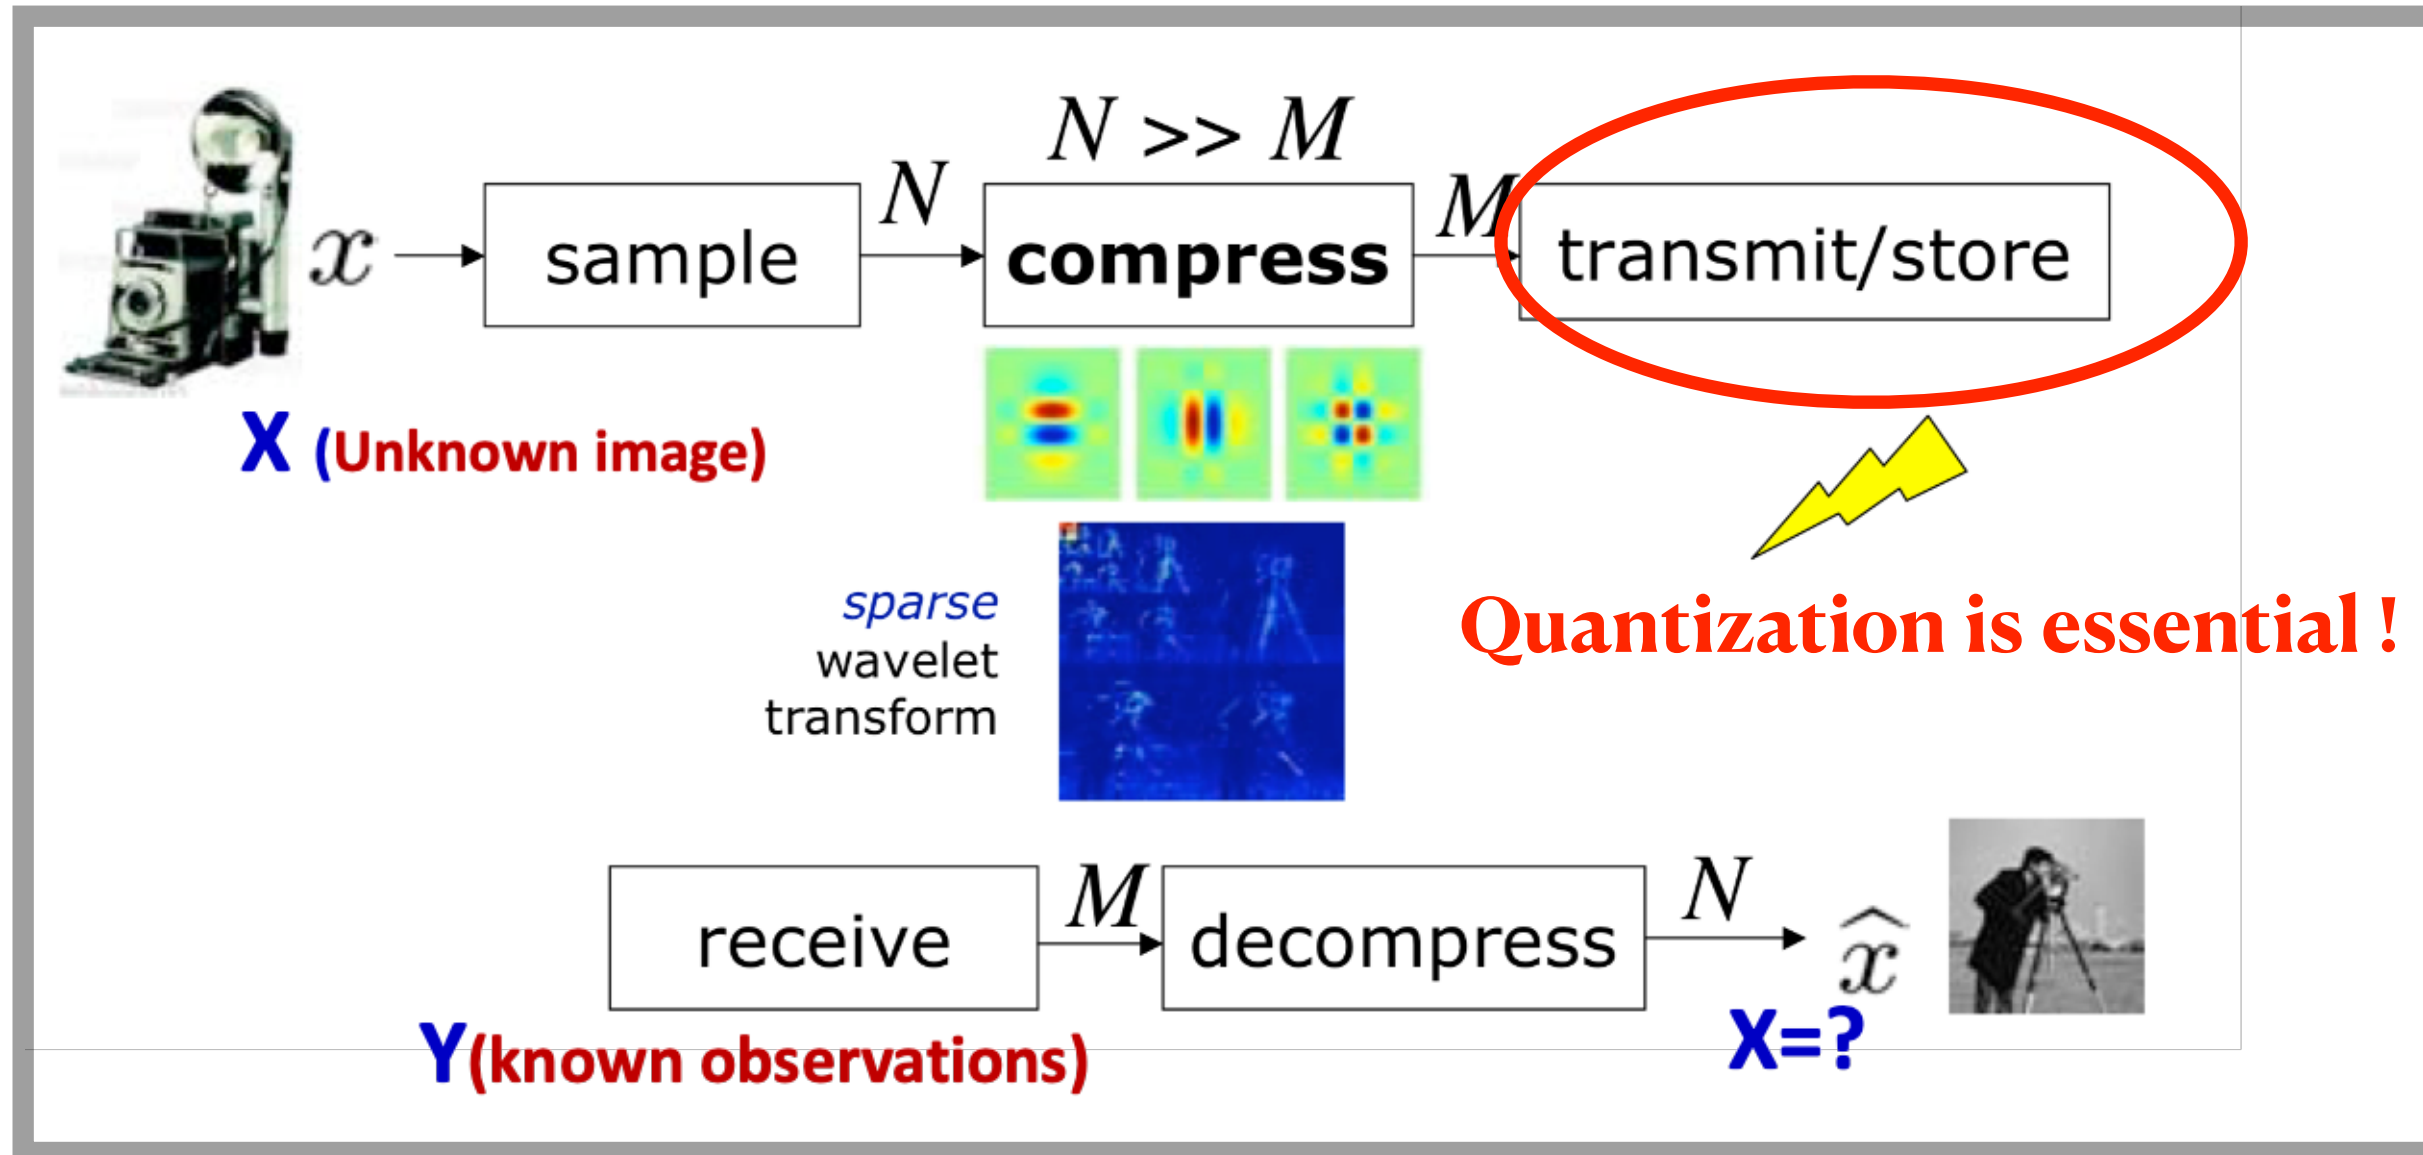 N >> M
x
sample
N
compress
M
transmit/store
X (Unknown image)
sparse
wavelet
transform
Quantization is essential !
receive
M
decompress
N
x̂
Y(known observations)
X=?